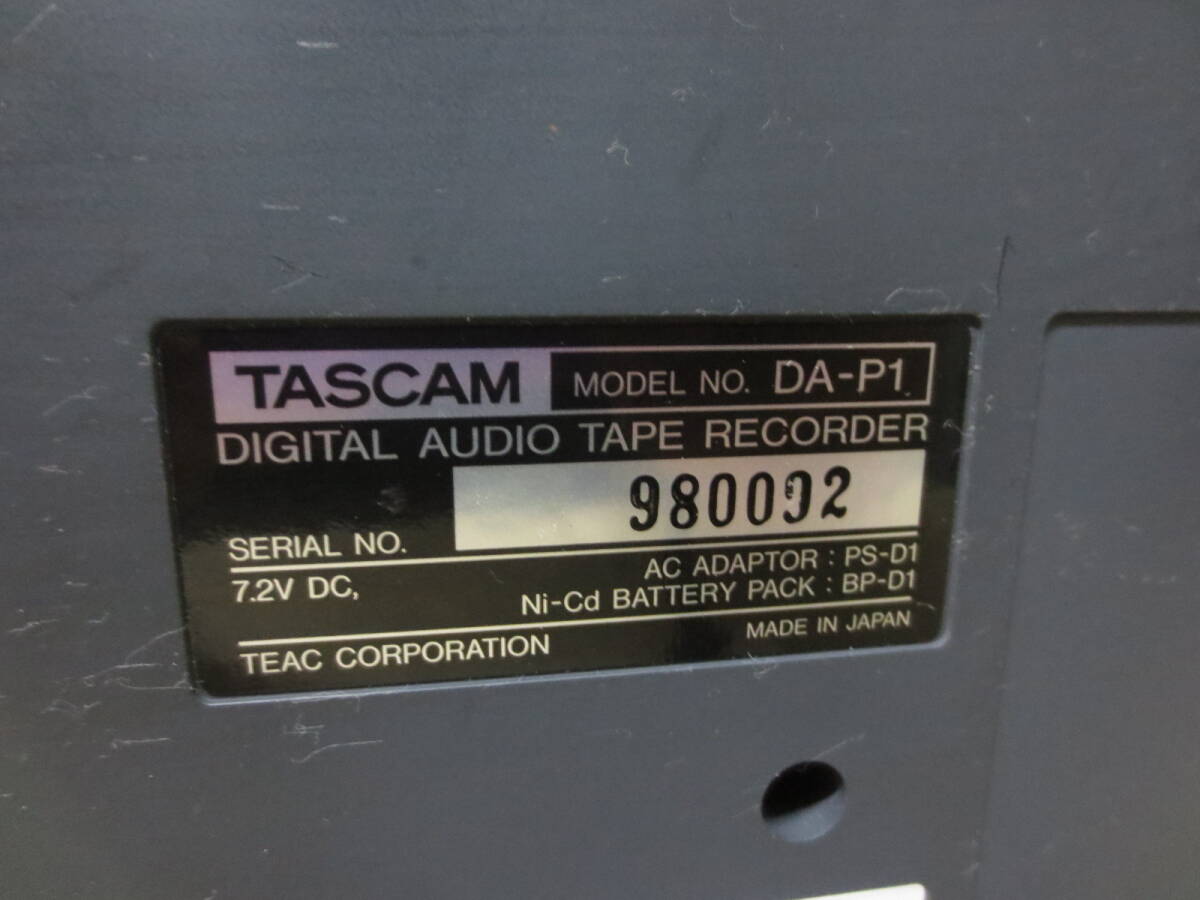 TASCAM MODEL NO. DA-P1
DIGITAL AUDIO TAPE RECORDER
SERIAL NO. 980092
7.2V DC, AC ADAPTOR : PS-D1
Ni-Cd BATTERY PACK : BP-D1
TEAC CORPORATION MADE IN JAPAN